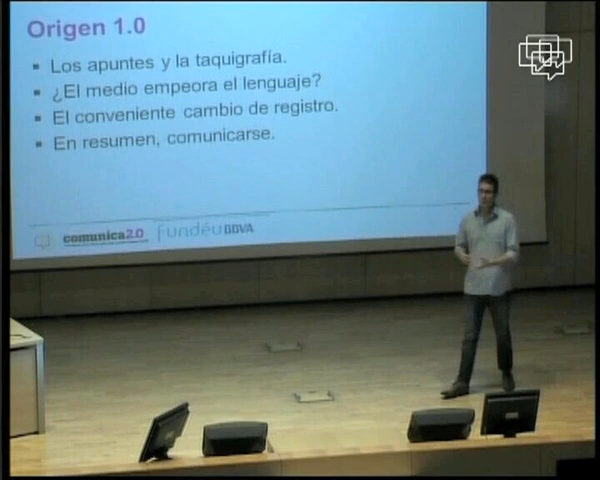 Origen 1.0
Los apuntes y la taquigrafía.
¿El medio empeora el lenguaje?
El conveniente cambio de registro.
En resumen, comunicarse.
comunica2.0 fundéu BBVA